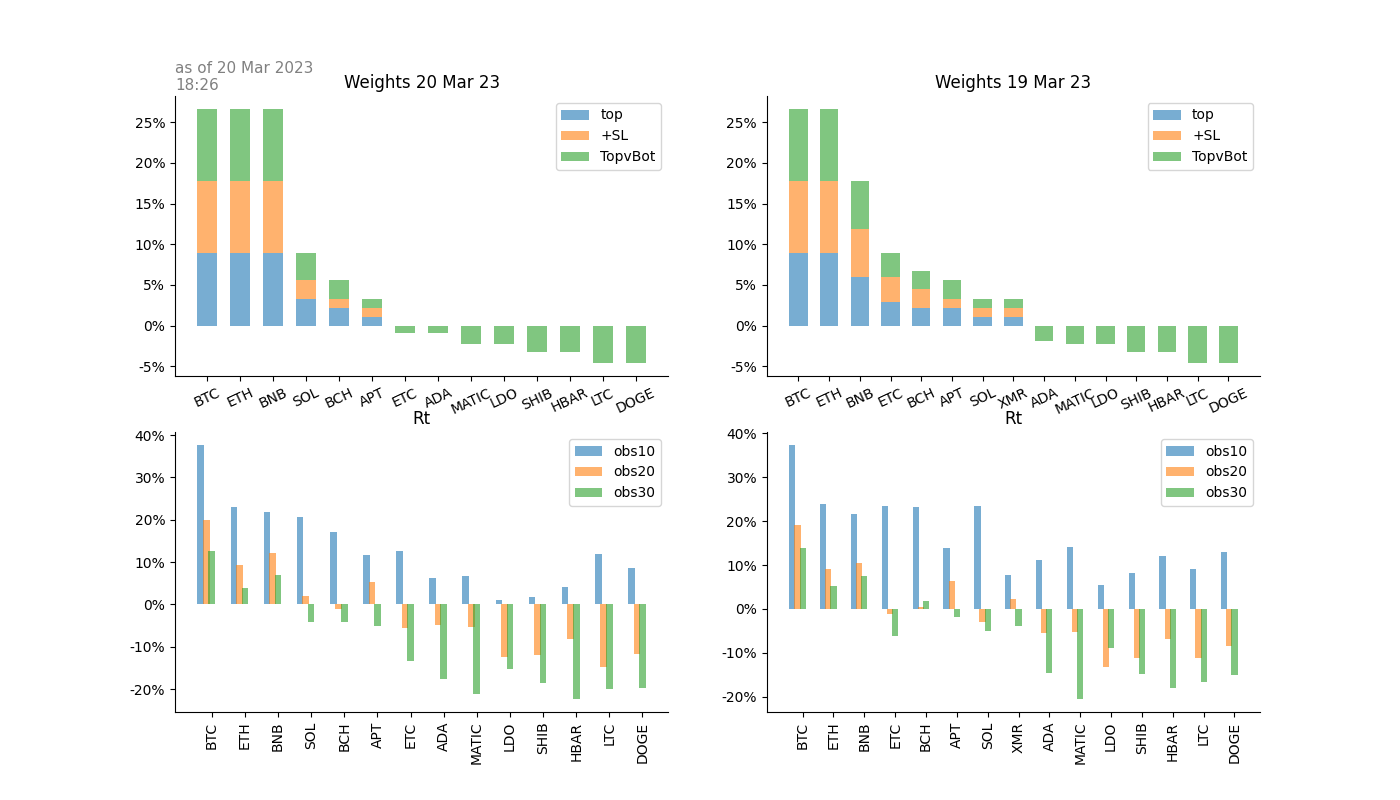 as of 20 Mar 2023
18:26
Weights 20 Mar 23
25%
20%
15%
10%
5%
0%
-5%
top
+SL
TopvBot
BTC ETH BNB SOL BCH APT ETC ADA MATIC LDO SHIB HBAR LTC DOGE
Weights 19 Mar 23
25%
20%
15%
10%
5%
0%
-5%
top
+SL
TopvBot
BTC ETH BNB ETC BCH APT SOL XMR ADA MATIC LDO SHIB HBAR LTC DOGE
Rt
40%
30%
20%
10%
0%
-10%
-20%
obs10
obs20
obs30
BTC ETH BNB SOL BCH APT ETC ADA MATIC LDO SHIB HBAR LTC DOGE
Rt
40%
30%
20%
10%
0%
-10%
-20%
obs10
obs20
obs30
BTC ETH BNB ETC BCH APT SOL XMR ADA MATIC LDO SHIB HBAR LTC DOGE